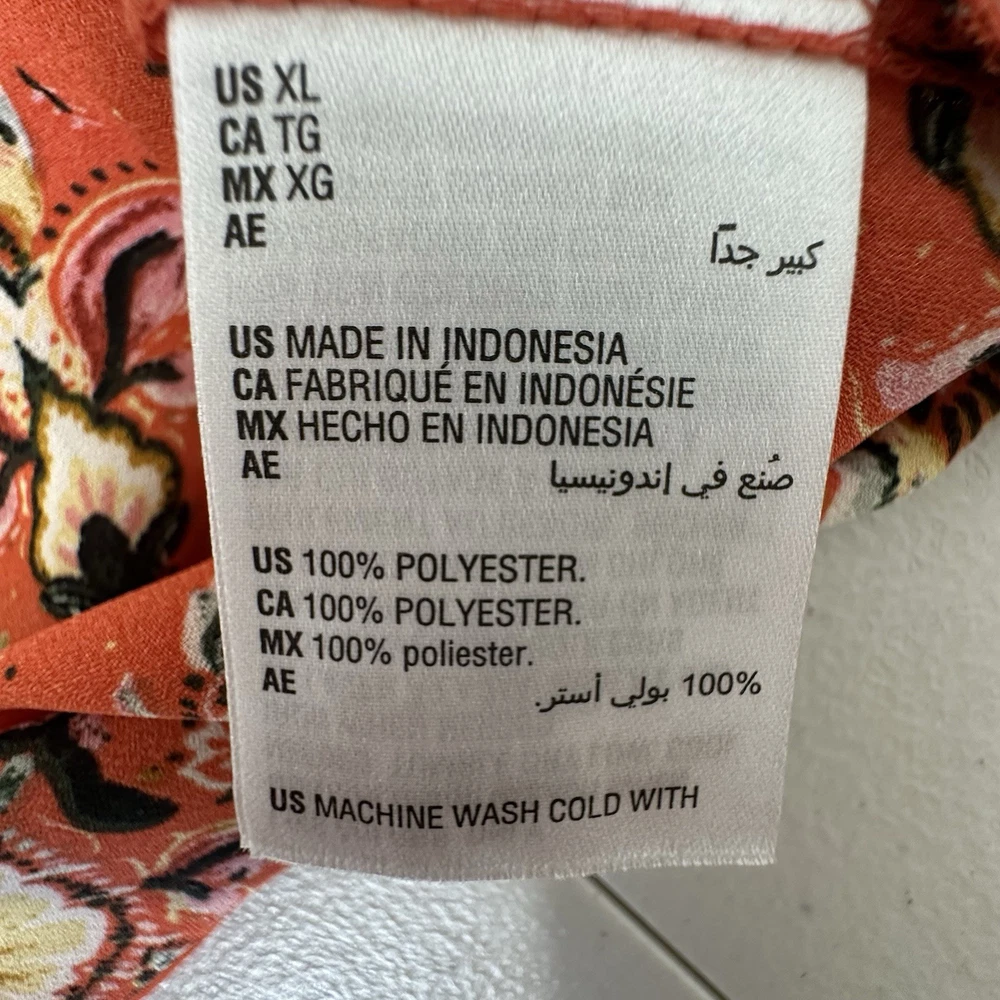 US XL
CA TG
MX XG
AE
كبير جدًا
US MADE IN INDONESIA
CA FABRIQUÉ EN INDONÉSIE
MX HECHO EN INDONESIA
AE صُنع في إندونيسيا
US 100% POLYESTER.
CA 100% POLYESTER.
MX 100% poliester.
AE 100% بولي أستر.
US MACHINE WASH COLD WITH